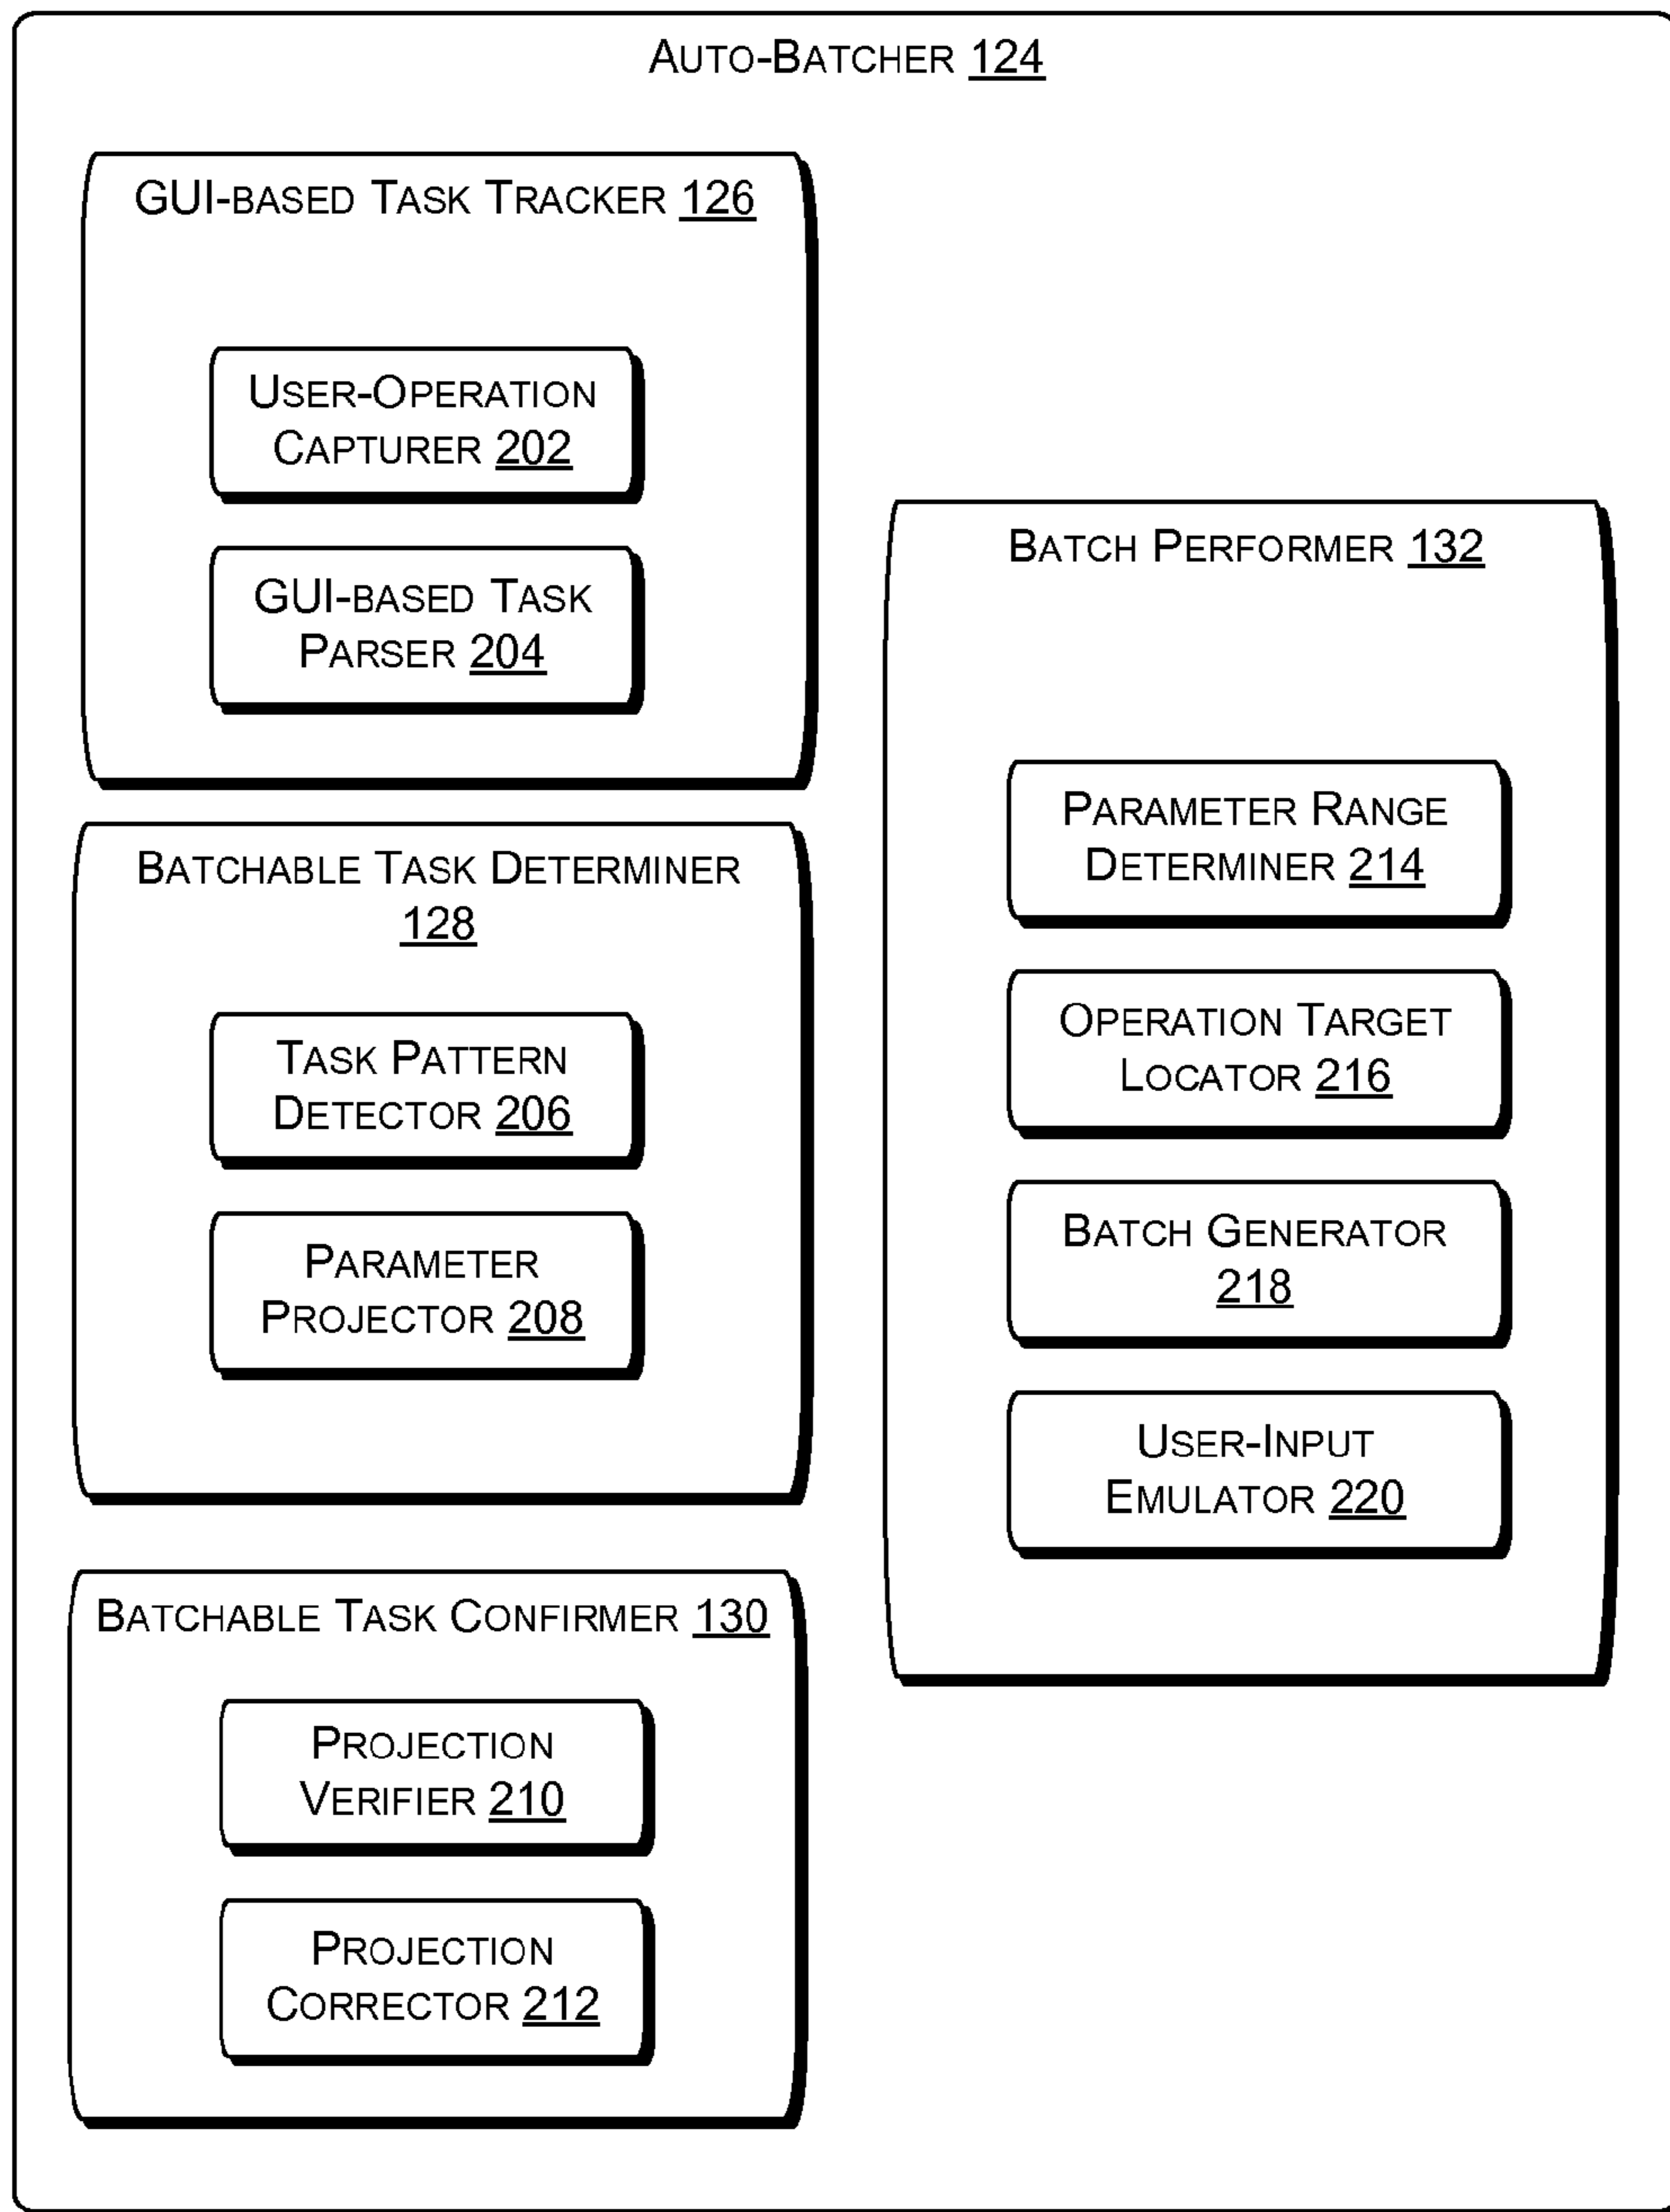 AUTO-BATCHER 124
GUI-BASED TASK TRACKER 126
USER-OPERATION
CAPTURER 202
GUI-BASED TASK
PARSER 204
BATCHABLE TASK DETERMINER
128
TASK PATTERN
DETECTOR 206
PARAMETER
PROJECTOR 208
BATCHABLE TASK CONFIRMER 130
PROJECTION
VERIFIER 210
PROJECTION
CORRECTOR 212
BATCH PERFORMER 132
PARAMETER RANGE
DETERMINER 214
OPERATION TARGET
LOCATOR 216
BATCH GENERATOR
218
USER-INPUT
EMULATOR 220